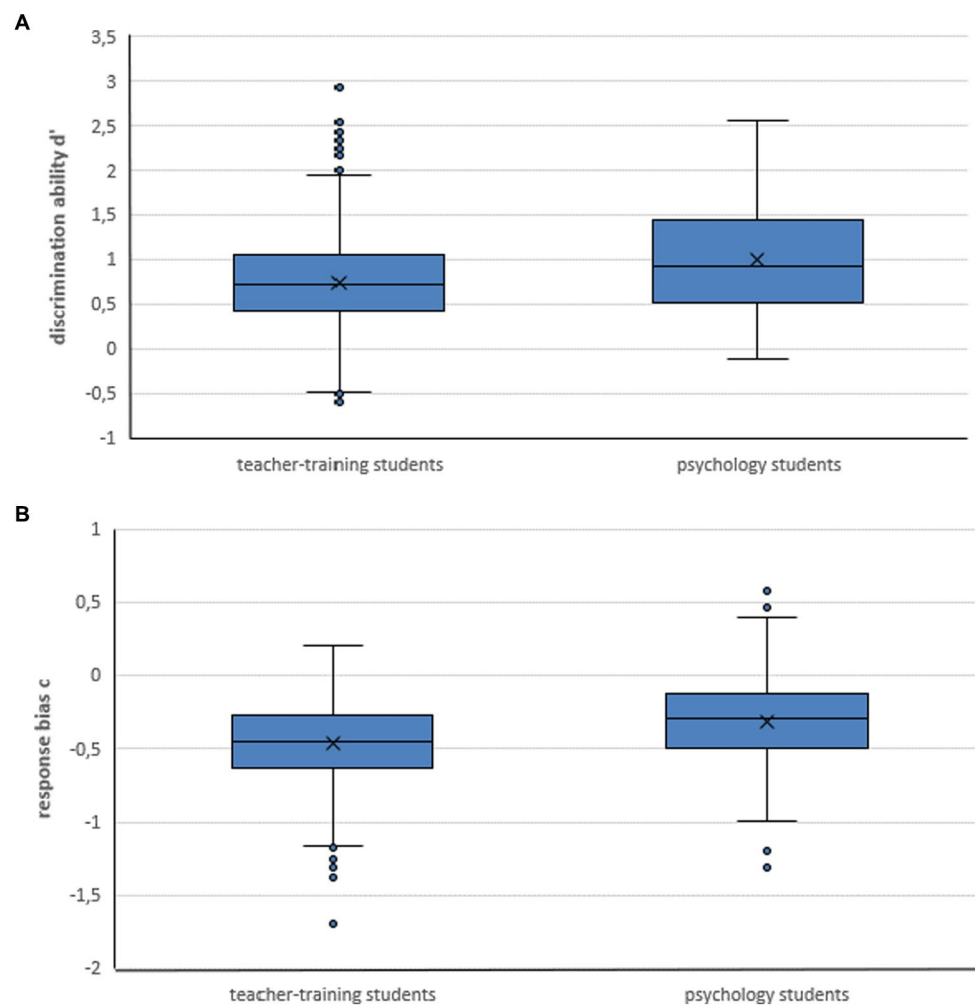 A
3,5
3
2,5
2
1,5
1
0,5
0
-0,5
-1
discrimination ability d'
teacher-training students
psychology students
B
1
0,5
0
-0,5
-1
-1,5
-2
response bias c
teacher-training students
psychology students